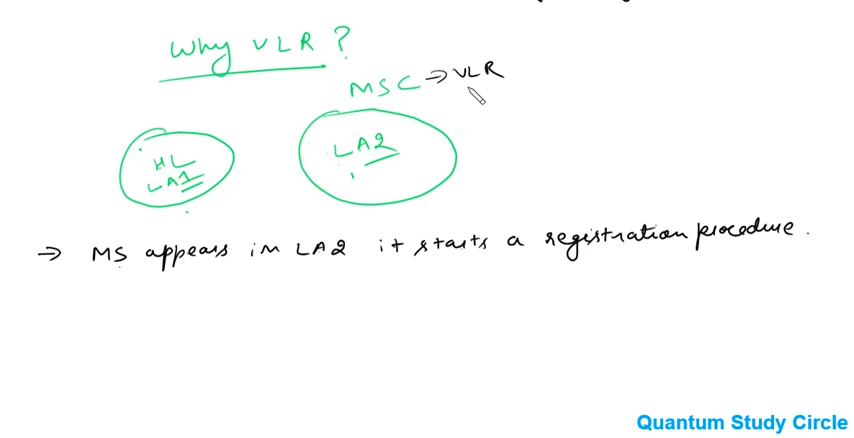 Why VLR?
MSC → VLR
HL
LA1
LA2
→ MS appears in LA2 it starts a registration procedure.
Quantum Study Circle